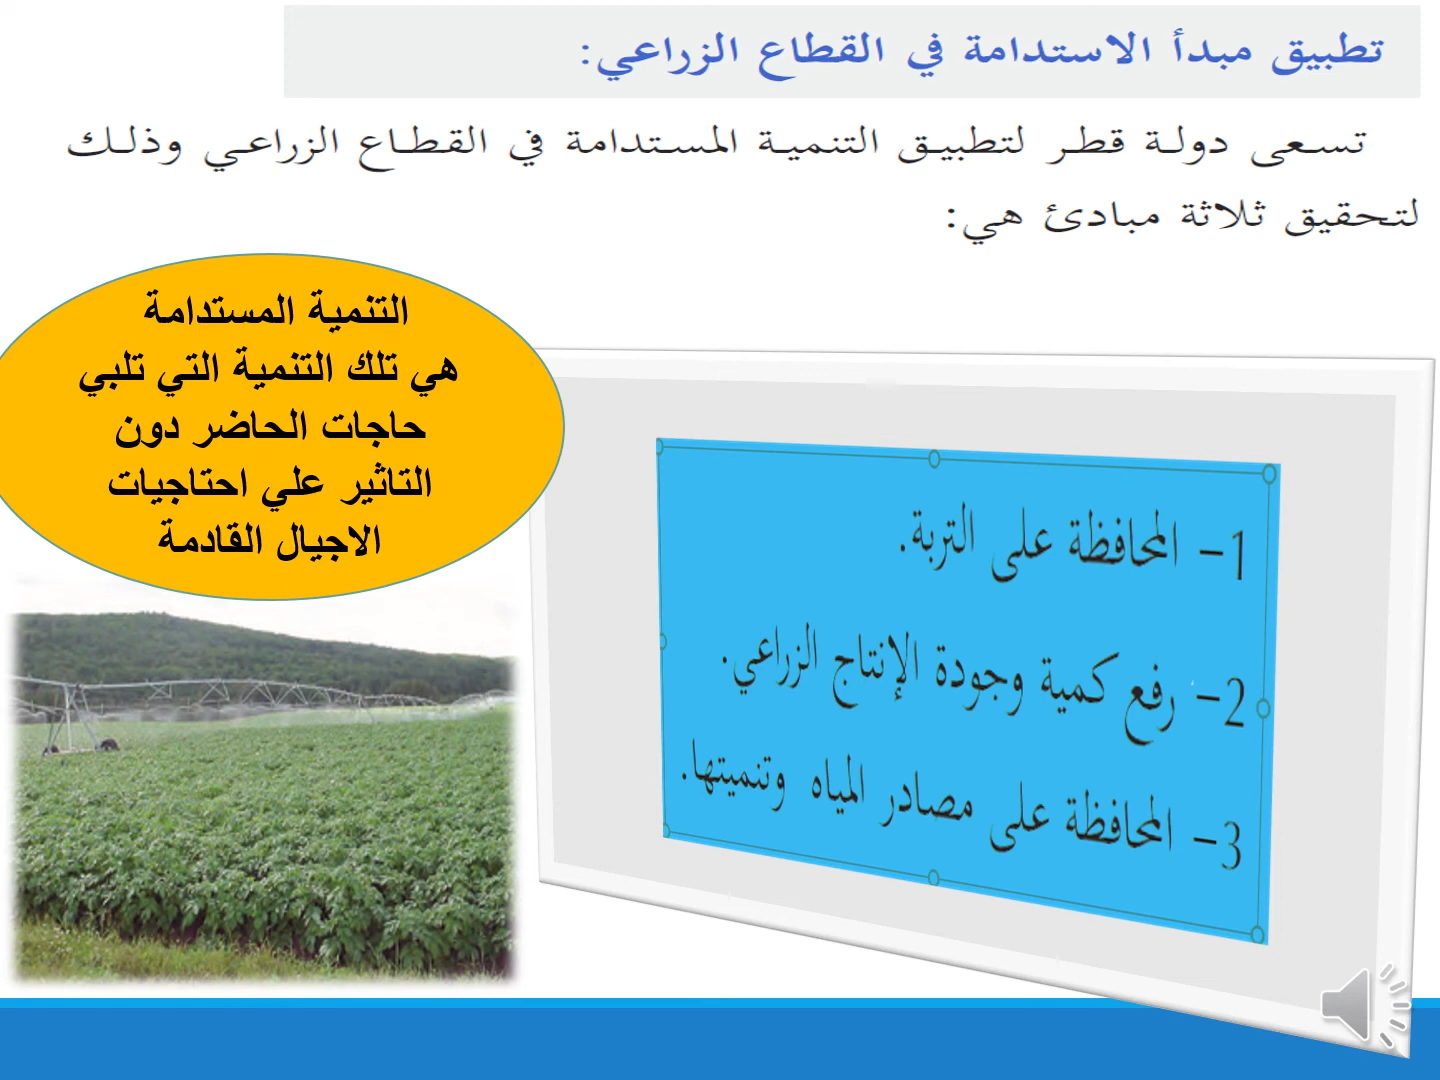 تطبيق مبدأ الاستدامة في القطاع الزراعي:
تسعى دولة قطر لتطبيق التنمية المستدامة في القطاع الزراعي وذلك
لتحقيق ثلاثة مبادئ هي:
التنمية المستدامة
هي تلك التنمية التي تلبي
حاجات الحاضر دون
التاثير علي احتاجيات
الاجيال القادمة
1- المحافظة على التربة.
2- رفع كمية وجودة الإنتاج الزراعي.
3- المحافظة على مصادر المياه وتنميتها.